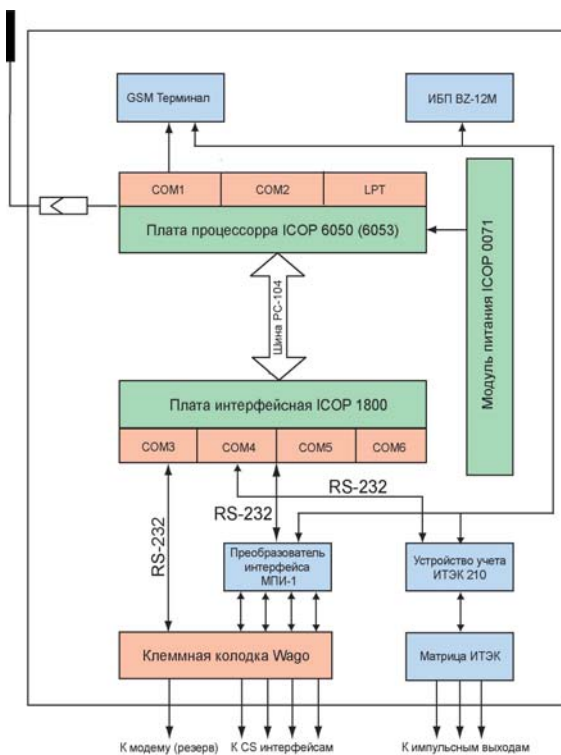 GSM Терминал
ИБП BZ-12M
COM1
COM2
LPT
Плата процессорра ICOP 6050 (6053)
Модуль питания ICOP 0071
Шина PC-104
Плата интерфейсная ICOP 1800
COM3
COM4
COM5
COM6
RS-232
RS-232
RS-232
Преобразователь
интерфейса
МПИ-1
Устройство учета
ИТЭК 210
Клеммная колодка Wago
Матрица ИТЭК
К модему (резерв)
К CS интерфейсам
К импульсным выходам